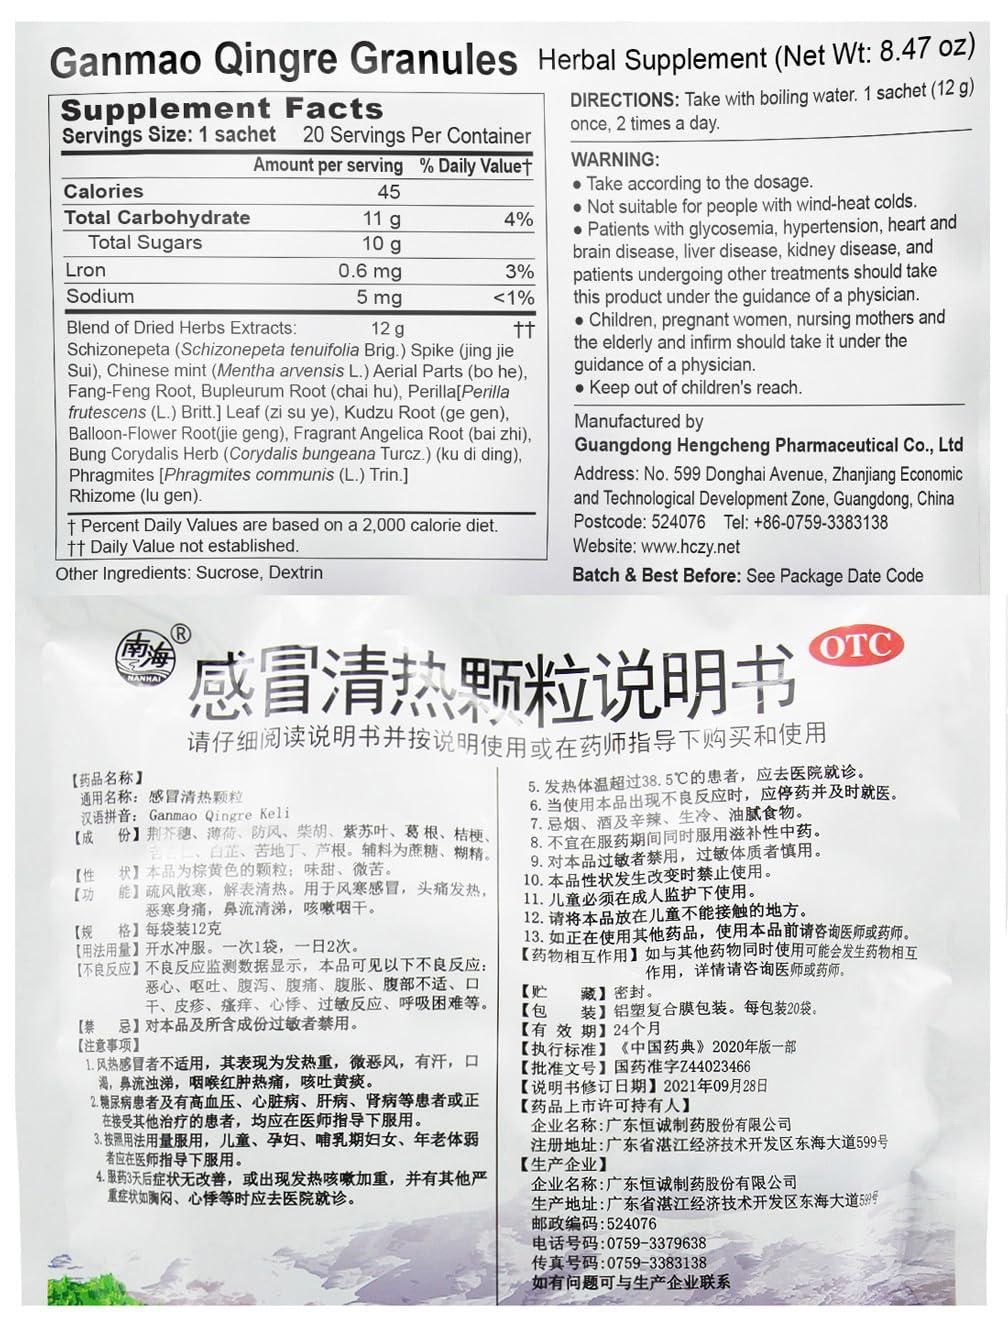 Ganmao Qingre Granules Herbal Supplement (Net Wt: 8.47 oz)
Supplement Facts
Servings Size: 1 sachet 20 Servings Per Container
Amount per serving % Daily Value†
Calories 45
Total Carbohydrate 11 g 4%
Total Sugars 10 g
Lron 0.6 mg 3%
Sodium 5 mg <1%
Blend of Dried Herbs Extracts: 12 g ††
Schizonepeta (Schizonepeta tenuifolia Brig.) Spike (jing jie
Sui), Chinese mint (Mentha arvensis L.) Aerial Parts (bo he),
Fang-Feng Root, Bupleurum Root (chai hu), Perilla[Perilla
frutescens (L.) Britt.] Leaf (zi su ye), Kudzu Root (ge gen),
Balloon-Flower Root(jie geng), Fragrant Angelica Root (bai zhi),
Bung Corydalis Herb (Corydalis bungeana Turcz.) (ku di ding),
Phragmites [Phragmites communis (L.) Trin.]
Rhizome (lu gen).
† Percent Daily Values are based on a 2,000 calorie diet.
†† Daily Value not established.
Other Ingredients: Sucrose, Dextrin
DIRECTIONS: Take with boiling water. 1 sachet (12 g)
once, 2 times a day.
WARNING:
● Take according to the dosage.
● Not suitable for people with wind-heat colds.
● Patients with glycosemia, hypertension, heart and
brain disease, liver disease, kidney disease, and
patients undergoing other treatments should take
this product under the guidance of a physician.
● Children, pregnant women, nursing mothers and
the elderly and infirm should take it under the
guidance of a physician.
● Keep out of children's reach.
Manufactured by
Guangdong Hengcheng Pharmaceutical Co., Ltd
Address: No. 599 Donghai Avenue, Zhanjiang Economic
and Technological Development Zone, Guangdong, China
Postcode: 524076 Tel: +86-0759-3383138
Website: www.hczy.net
Batch & Best Before: See Package Date Code
南海®
NANHAI
OTC
感冒清热颗粒说明书
请仔细阅读说明书并按说明使用或在药师指导下购买和使用
【药品名称】
通用名称：感冒清热颗粒
汉语拼音：Ganmao Qingre Keli
【成 份】荆芥穗、薄荷、防风、柴胡、紫苏叶、葛根、桔梗、
苦杏仁、白芷、苦地丁、芦根。辅料为蔗糖、糊精。
【性 状】本品为棕黄色的颗粒；味甜、微苦。
【功 能】疏风散寒，解表清热。用于风寒感冒，头痛发热，
恶寒身痛，鼻流清涕，咳嗽咽干。
【规 格】每袋装12克
【用法用量】开水冲服。一次1袋，一日2次。
【不良反应】不良反应监测数据显示，本品可见以下不良反应：
恶心、呕吐、腹泻、腹痛、腹胀、腹部不适、口
干、皮疹、瘙痒、心悸、过敏反应、呼吸困难等。
【禁 忌】对本品及所含成份过敏者禁用。
【注意事项】
1.风热感冒者不适用，其表现为发热重，微恶风，有汗，口
渴，鼻流浊涕，咽喉红肿热痛，咳吐黄痰。
2.糖尿病患者及有高血压、心脏病、肝病、肾病等患者或正
在接受其他治疗的患者，均应在医师指导下服用。
3.按照用法用量服用，儿童、孕妇、哺乳期妇女、年老体弱
者应在医师指导下服用。
4.服药3天后症状无改善，或出现发热咳嗽加重，并有其他严
重症状如胸闷、心悸等时应去医院就诊。
5.发热体温超过38.5℃的患者，应去医院就诊。
6.当使用本品出现不良反应时，应停药并及时就医。
7.忌烟、酒及辛辣、生冷、油腻食物。
8.不宜在服药期间同时服用滋补性中药。
9.对本品过敏者禁用，过敏体质者慎用。
10.本品性状发生改变时禁止使用。
11.儿童必须在成人监护下使用。
12.请将本品放在儿童不能接触的地方。
13.如正在使用其他药品，使用本品前请咨询医师或药师。
【药物相互作用】如与其他药物同时使用可能会发生药物相互
作用，详情请咨询医师或药师。
【贮 藏】密封。
【包 装】铝塑复合膜包装。每包装20袋。
【有 效 期】24个月
【执行标准】《中国药典》2020年版一部
【批准文号】国药准字Z44023466
【说明书修订日期】2021年09月28日
【药品上市许可持有人】
企业名称:广东恒诚制药股份有限公司
注册地址:广东省湛江经济技术开发区东海大道599号
【生产企业】
企业名称:广东恒诚制药股份有限公司
生产地址:广东省湛江经济技术开发区东海大道599号
邮政编码:524076
电话号码:0759-3379638
传真号码:0759-3383138
如有问题可与生产企业联系